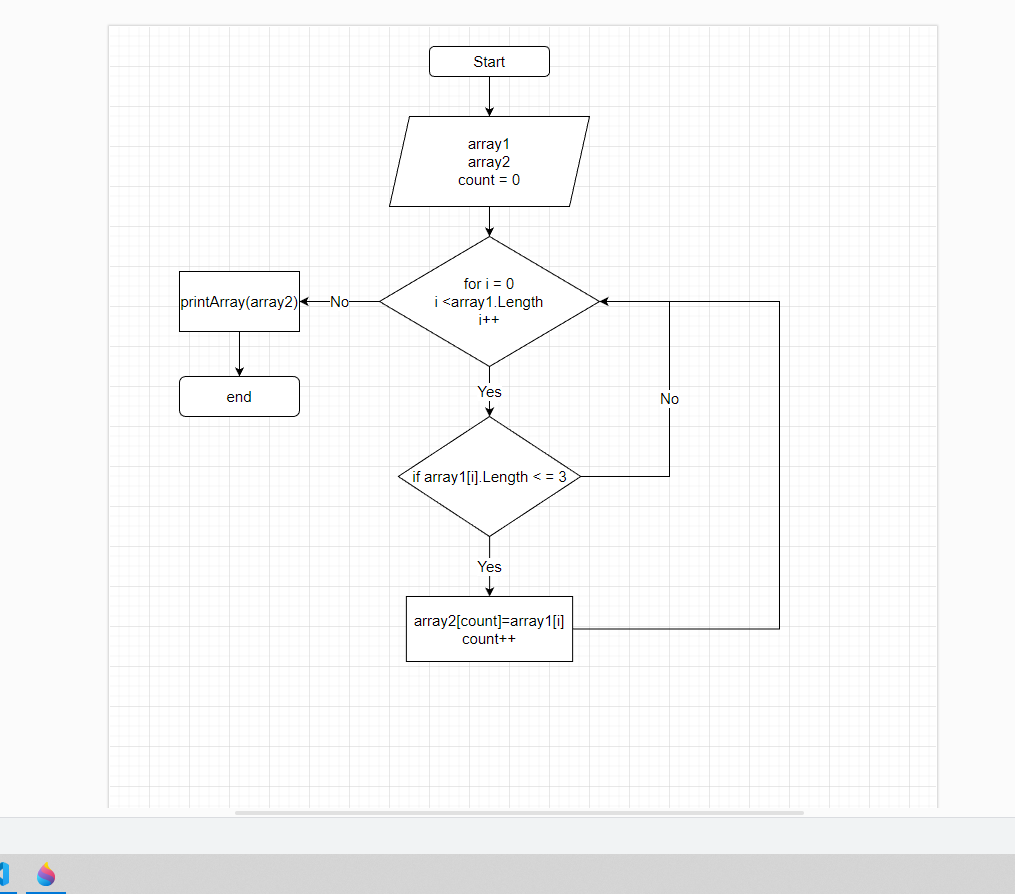 Start
array1
array2
count = 0
for i = 0
i <array1.Length
i++
No
printArray(array2)
end
Yes
No
if array1[i].Length < = 3
Yes
array2[count]=array1[i]
count++